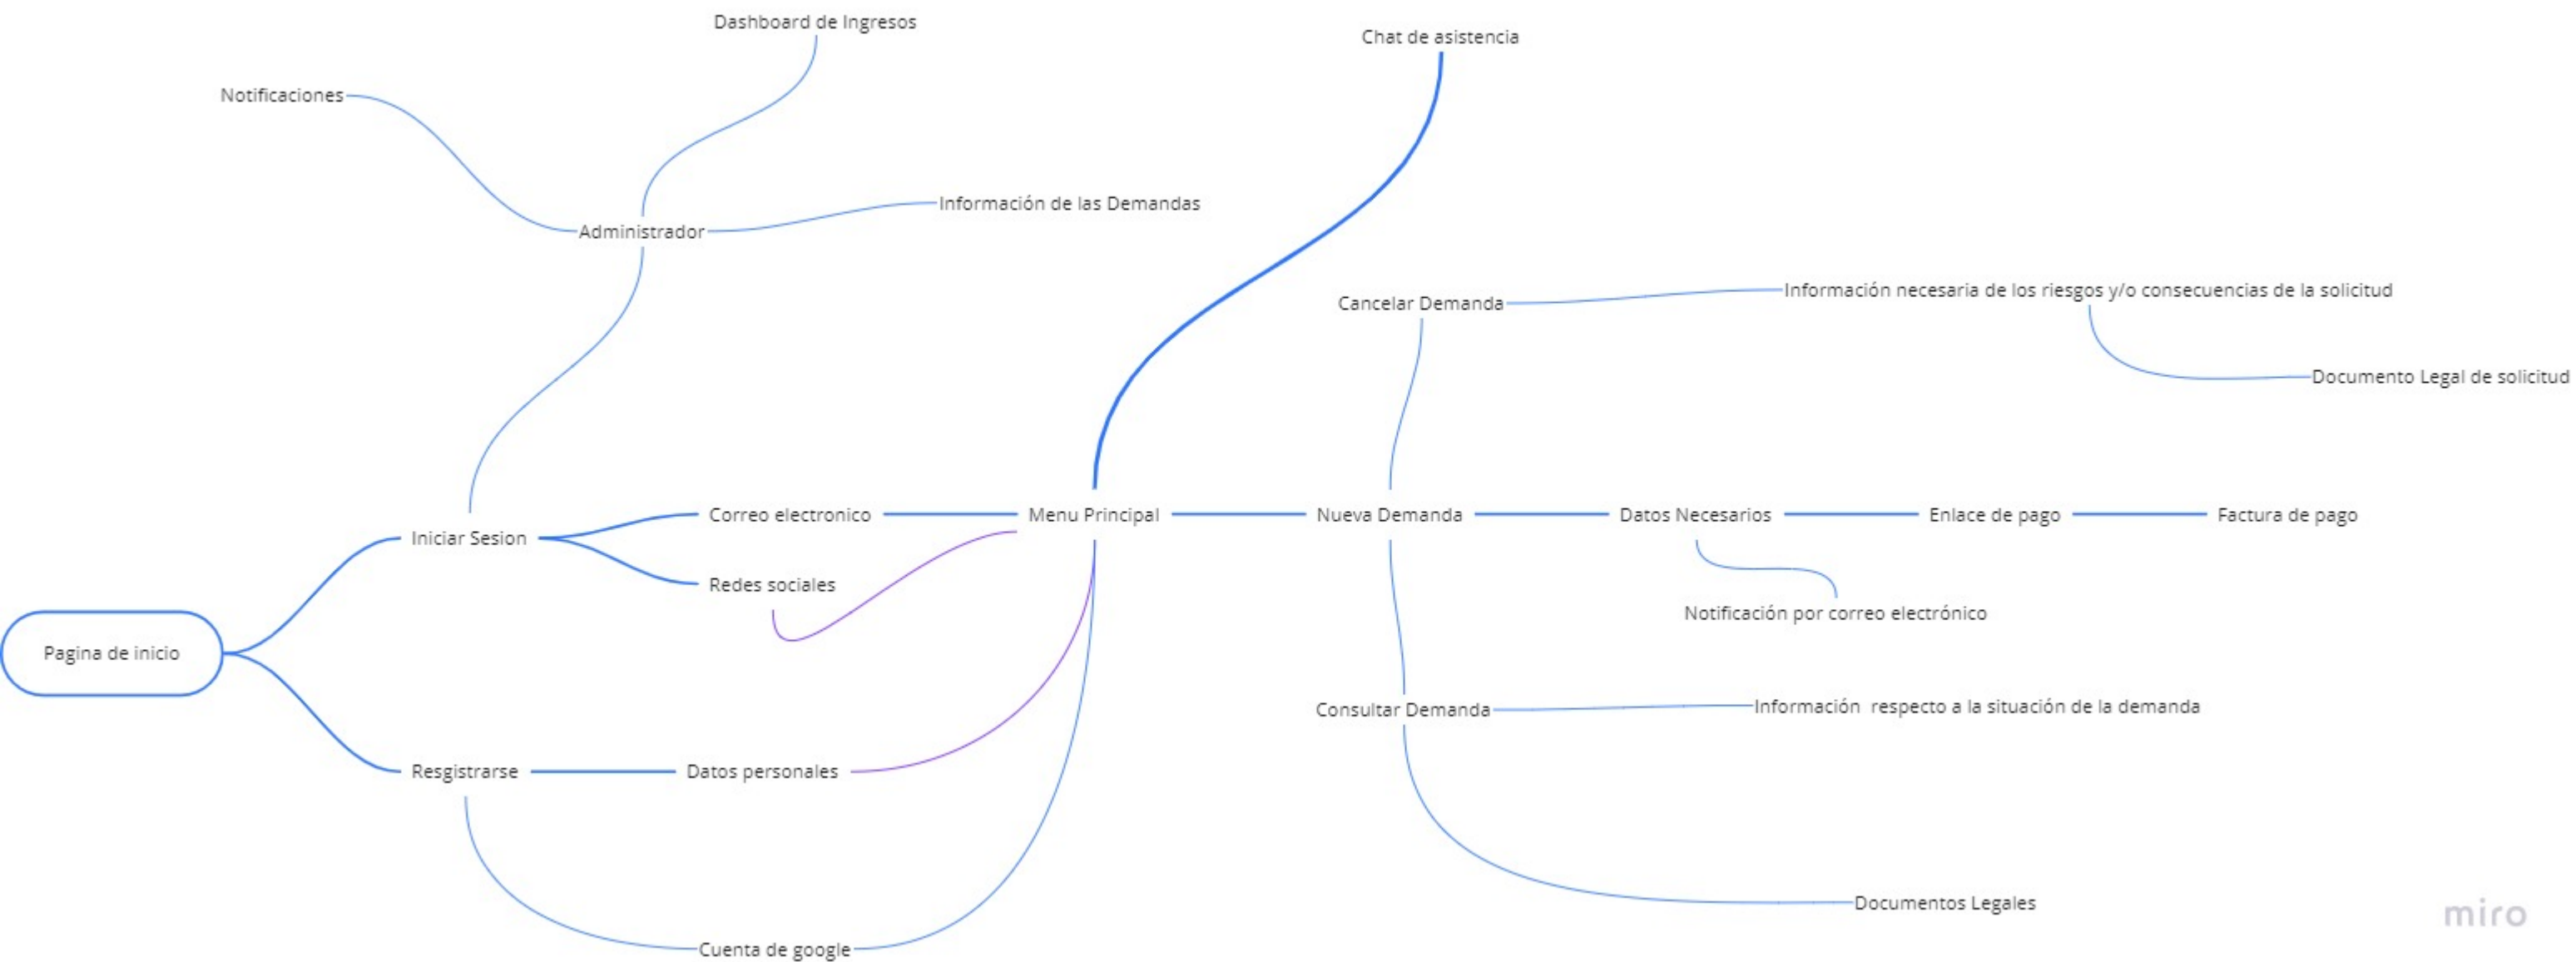 Dashboard de Ingresos
Chat de asistencia
Notificaciones
Información de las Demandas
Administrador
Cancelar Demanda
Información necesaria de los riesgos y/o consecuencias de la solicitud
Documento Legal de solicitud
Iniciar Sesion
Correo electronico
Menu Principal
Nueva Demanda
Datos Necesarios
Enlace de pago
Factura de pago
Redes sociales
Notificación por correo electrónico
Pagina de inicio
Consultar Demanda
Información respecto a la situación de la demanda
Resgistrarse
Datos personales
Documentos Legales
Cuenta de google
miro